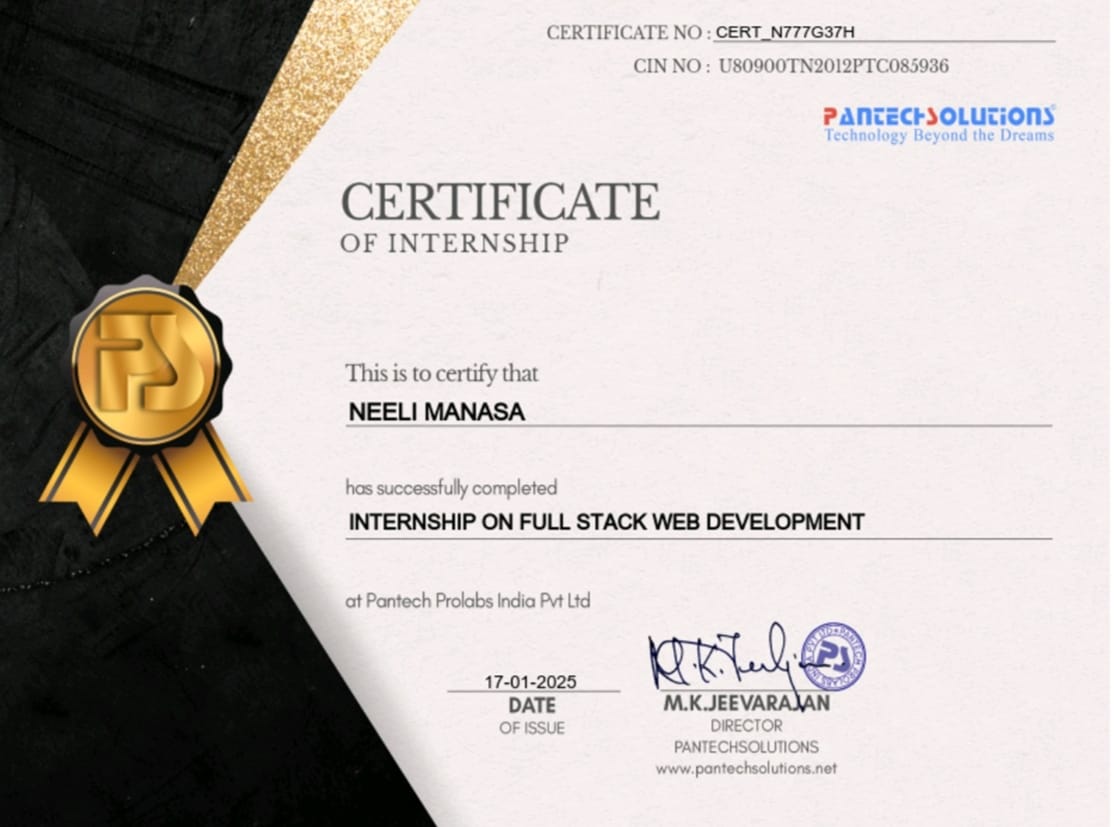 CERTIFICATE NO : CERT_N777G37H
CIN NO : U80900TN2012PTC085936
PANTECHSOLUTIONS
Technology Beyond the Dreams
CERTIFICATE
OF INTERNSHIP
PS
This is to certify that
NEELI MANASA
has successfully completed
INTERNSHIP ON FULL STACK WEB DEVELOPMENT
at Pantech Prolabs India Pvt Ltd
17-01-2025
DATE
OF ISSUE
M.K.JEEVARAJAN
DIRECTOR
PANTECHSOLUTIONS
www.pantechsolutions.net